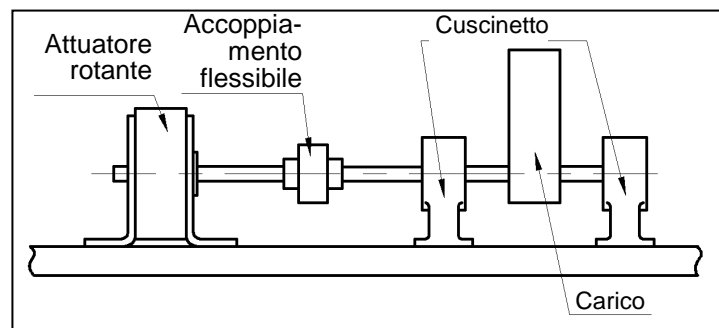 Attuatore
rotante
Accoppia-
mento
flessibile
Cuscinetto
Carico